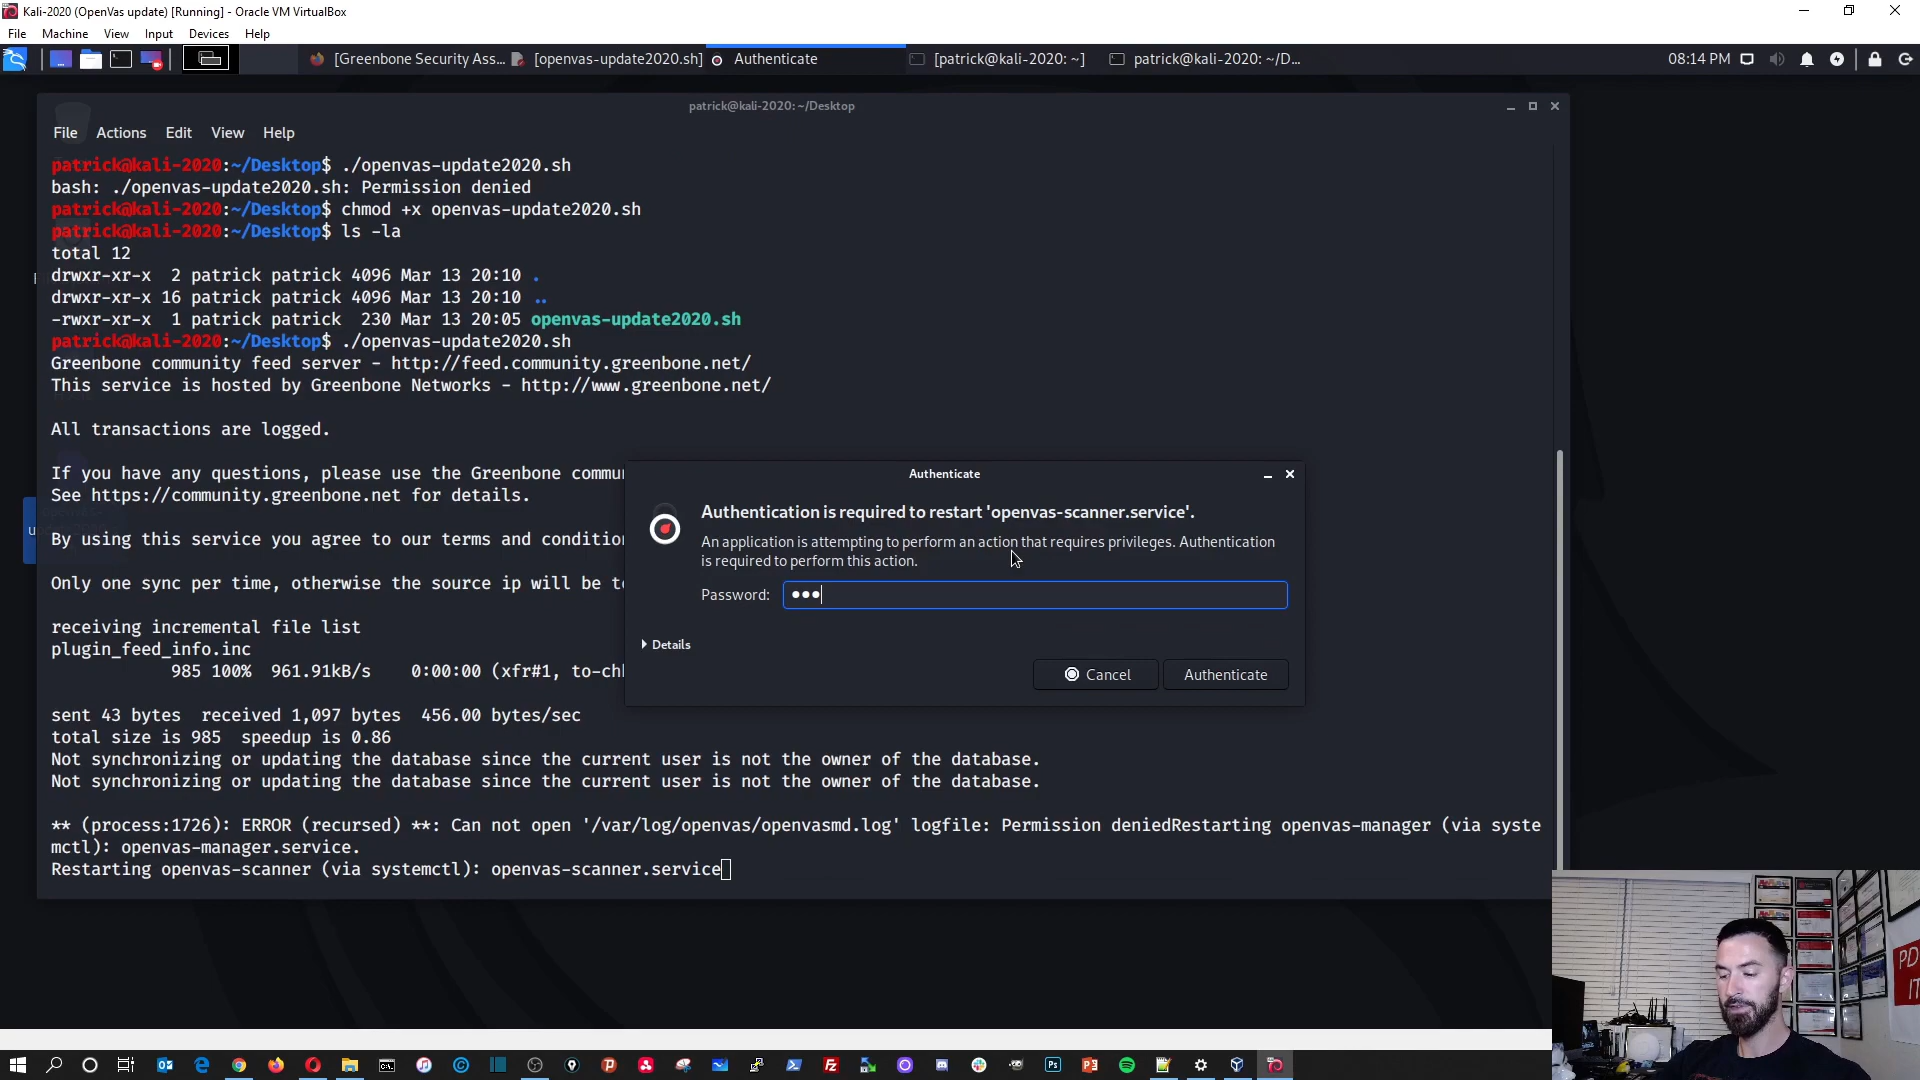 Kali-2020 (OpenVas update) [Running] - Oracle VM VirtualBox
File Machine View Input Devices Help
[Greenbone Security Ass... [openvas-update2020.sh] Authenticate [patrick@kali-2020: ~] patrick@kali-2020: ~/D... 08:14 PM
patrick@kali-2020: ~/Desktop
File Actions Edit View Help
patrick@kali-2020:~/Desktop$ ./openvas-update2020.sh
bash: ./openvas-update2020.sh: Permission denied
patrick@kali-2020:~/Desktop$ chmod +x openvas-update2020.sh
patrick@kali-2020:~/Desktop$ ls -la
total 12
drwxr-xr-x 2 patrick patrick 4096 Mar 13 20:10 .
drwxr-xr-x 16 patrick patrick 4096 Mar 13 20:10 ..
-rwxr-xr-x 1 patrick patrick 230 Mar 13 20:05 openvas-update2020.sh
patrick@kali-2020:~/Desktop$ ./openvas-update2020.sh
Greenbone community feed server - http://feed.community.greenbone.net/
This service is hosted by Greenbone Networks - http://www.greenbone.net/
All transactions are logged.
If you have any questions, please use the Greenbone commu
See https://community.greenbone.net for details.
By using this service you agree to our terms and condition
Only one sync per time, otherwise the source ip will be te
receiving incremental file list
plugin_feed_info.inc
985 100% 961.91kB/s 0:00:00 (xfr#1, to-chk
sent 43 bytes received 1,097 bytes 456.00 bytes/sec
total size is 985 speedup is 0.86
Not synchronizing or updating the database since the current user is not the owner of the database.
Not synchronizing or updating the database since the current user is not the owner of the database.
** (process:1726): ERROR (recursed) **: Can not open '/var/log/openvas/openvasmd.log' logfile: Permission deniedRestarting openvas-manager (via syste
mctl): openvas-manager.service.
Restarting openvas-scanner (via systemctl): openvas-scanner.service
Authenticate
Authentication is required to restart 'openvas-scanner.service'.
An application is attempting to perform an action that requires privileges. Authentication
is required to perform this action.
Password: •••
Details
Cancel Authenticate
PD
IT